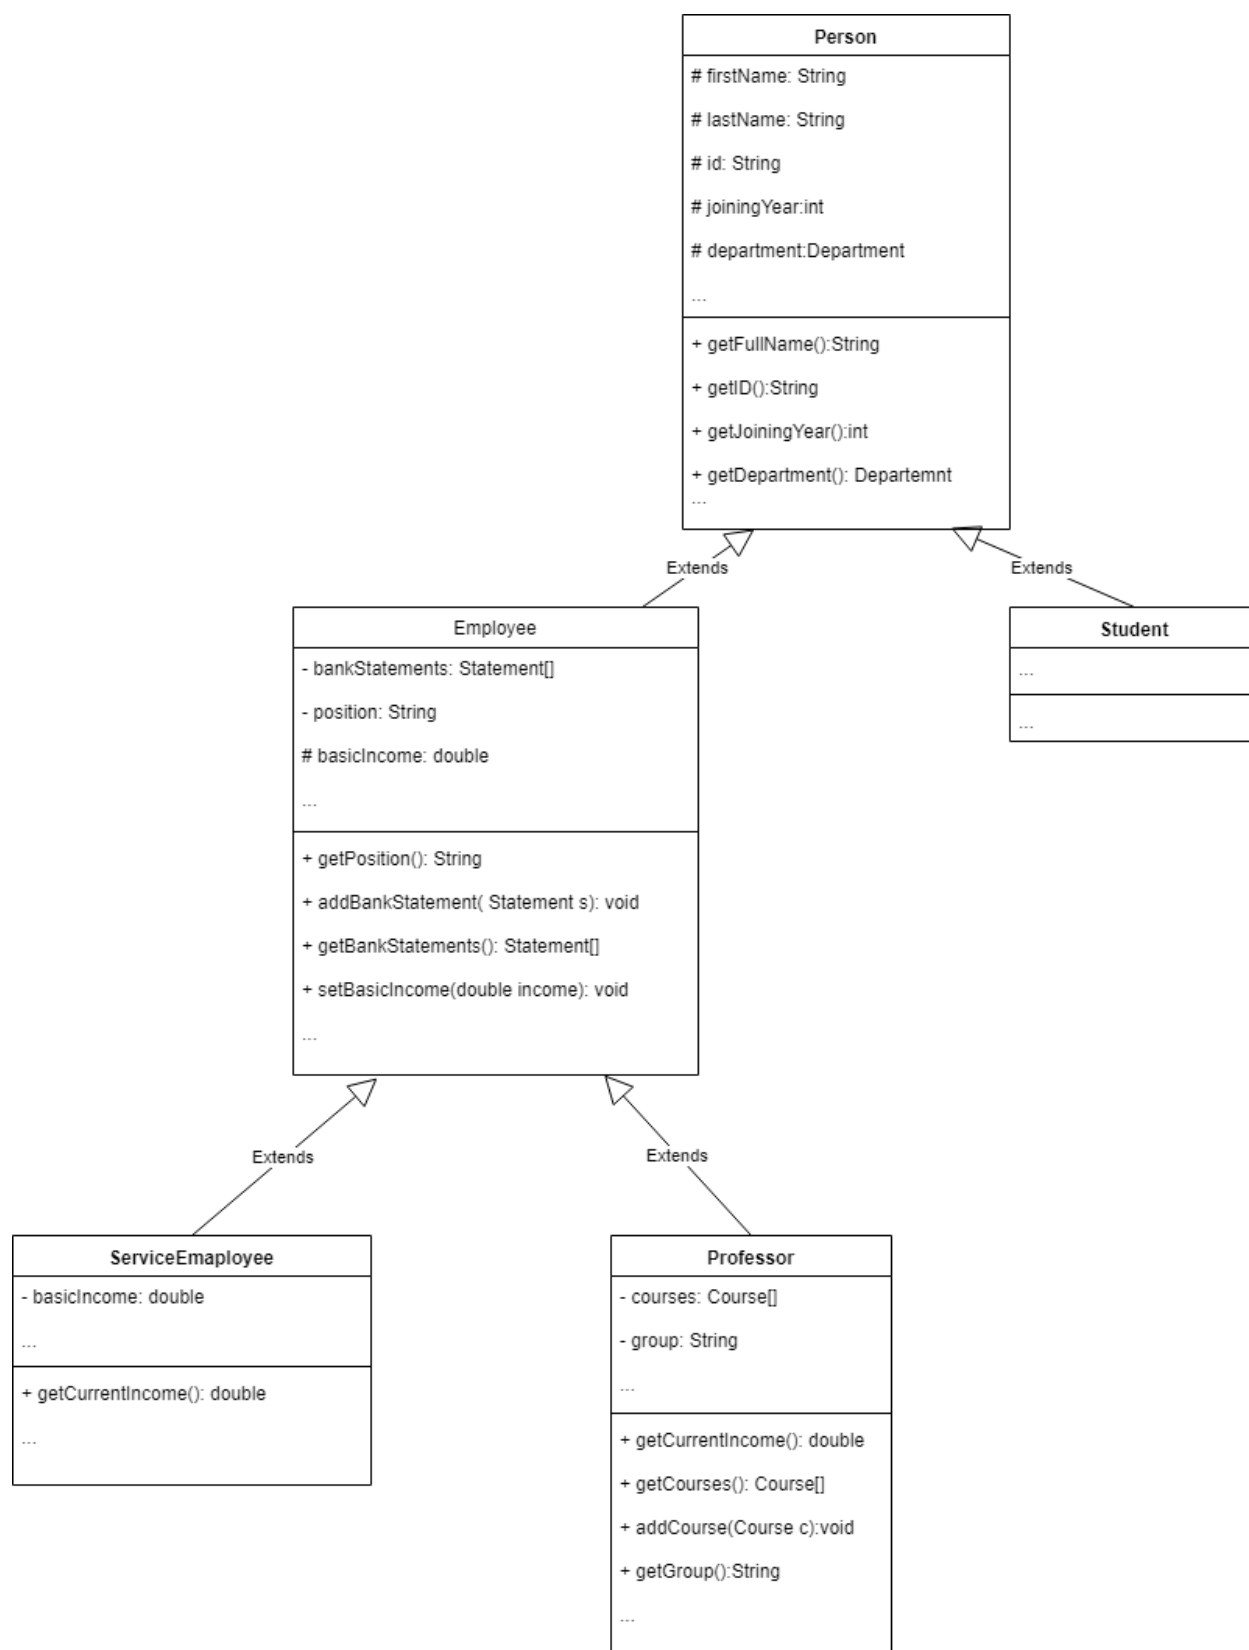 Person
# firstName: String
# lastName: String
# id: String
# joiningYear:int
# department:Department
...
+ getFullName():String
+ getID():String
+ getJoiningYear():int
+ getDepartment(): Departemnt
...
Extends
Extends
Employee
- bankStatements: Statement[]
- position: String
# basicIncome: double
...
+ getPosition(): String
+ addBankStatement( Statement s): void
+ getBankStatements(): Statement[]
+ setBasicIncome(double income): void
...
Student
...
...
Extends
Extends
ServiceEmaployee
- basicIncome: double
...
+ getCurrentIncome(): double
...
Professor
- courses: Course[]
- group: String
...
+ getCurrentIncome(): double
+ getCourses(): Course[]
+ addCourse(Course c):void
+ getGroup():String
...